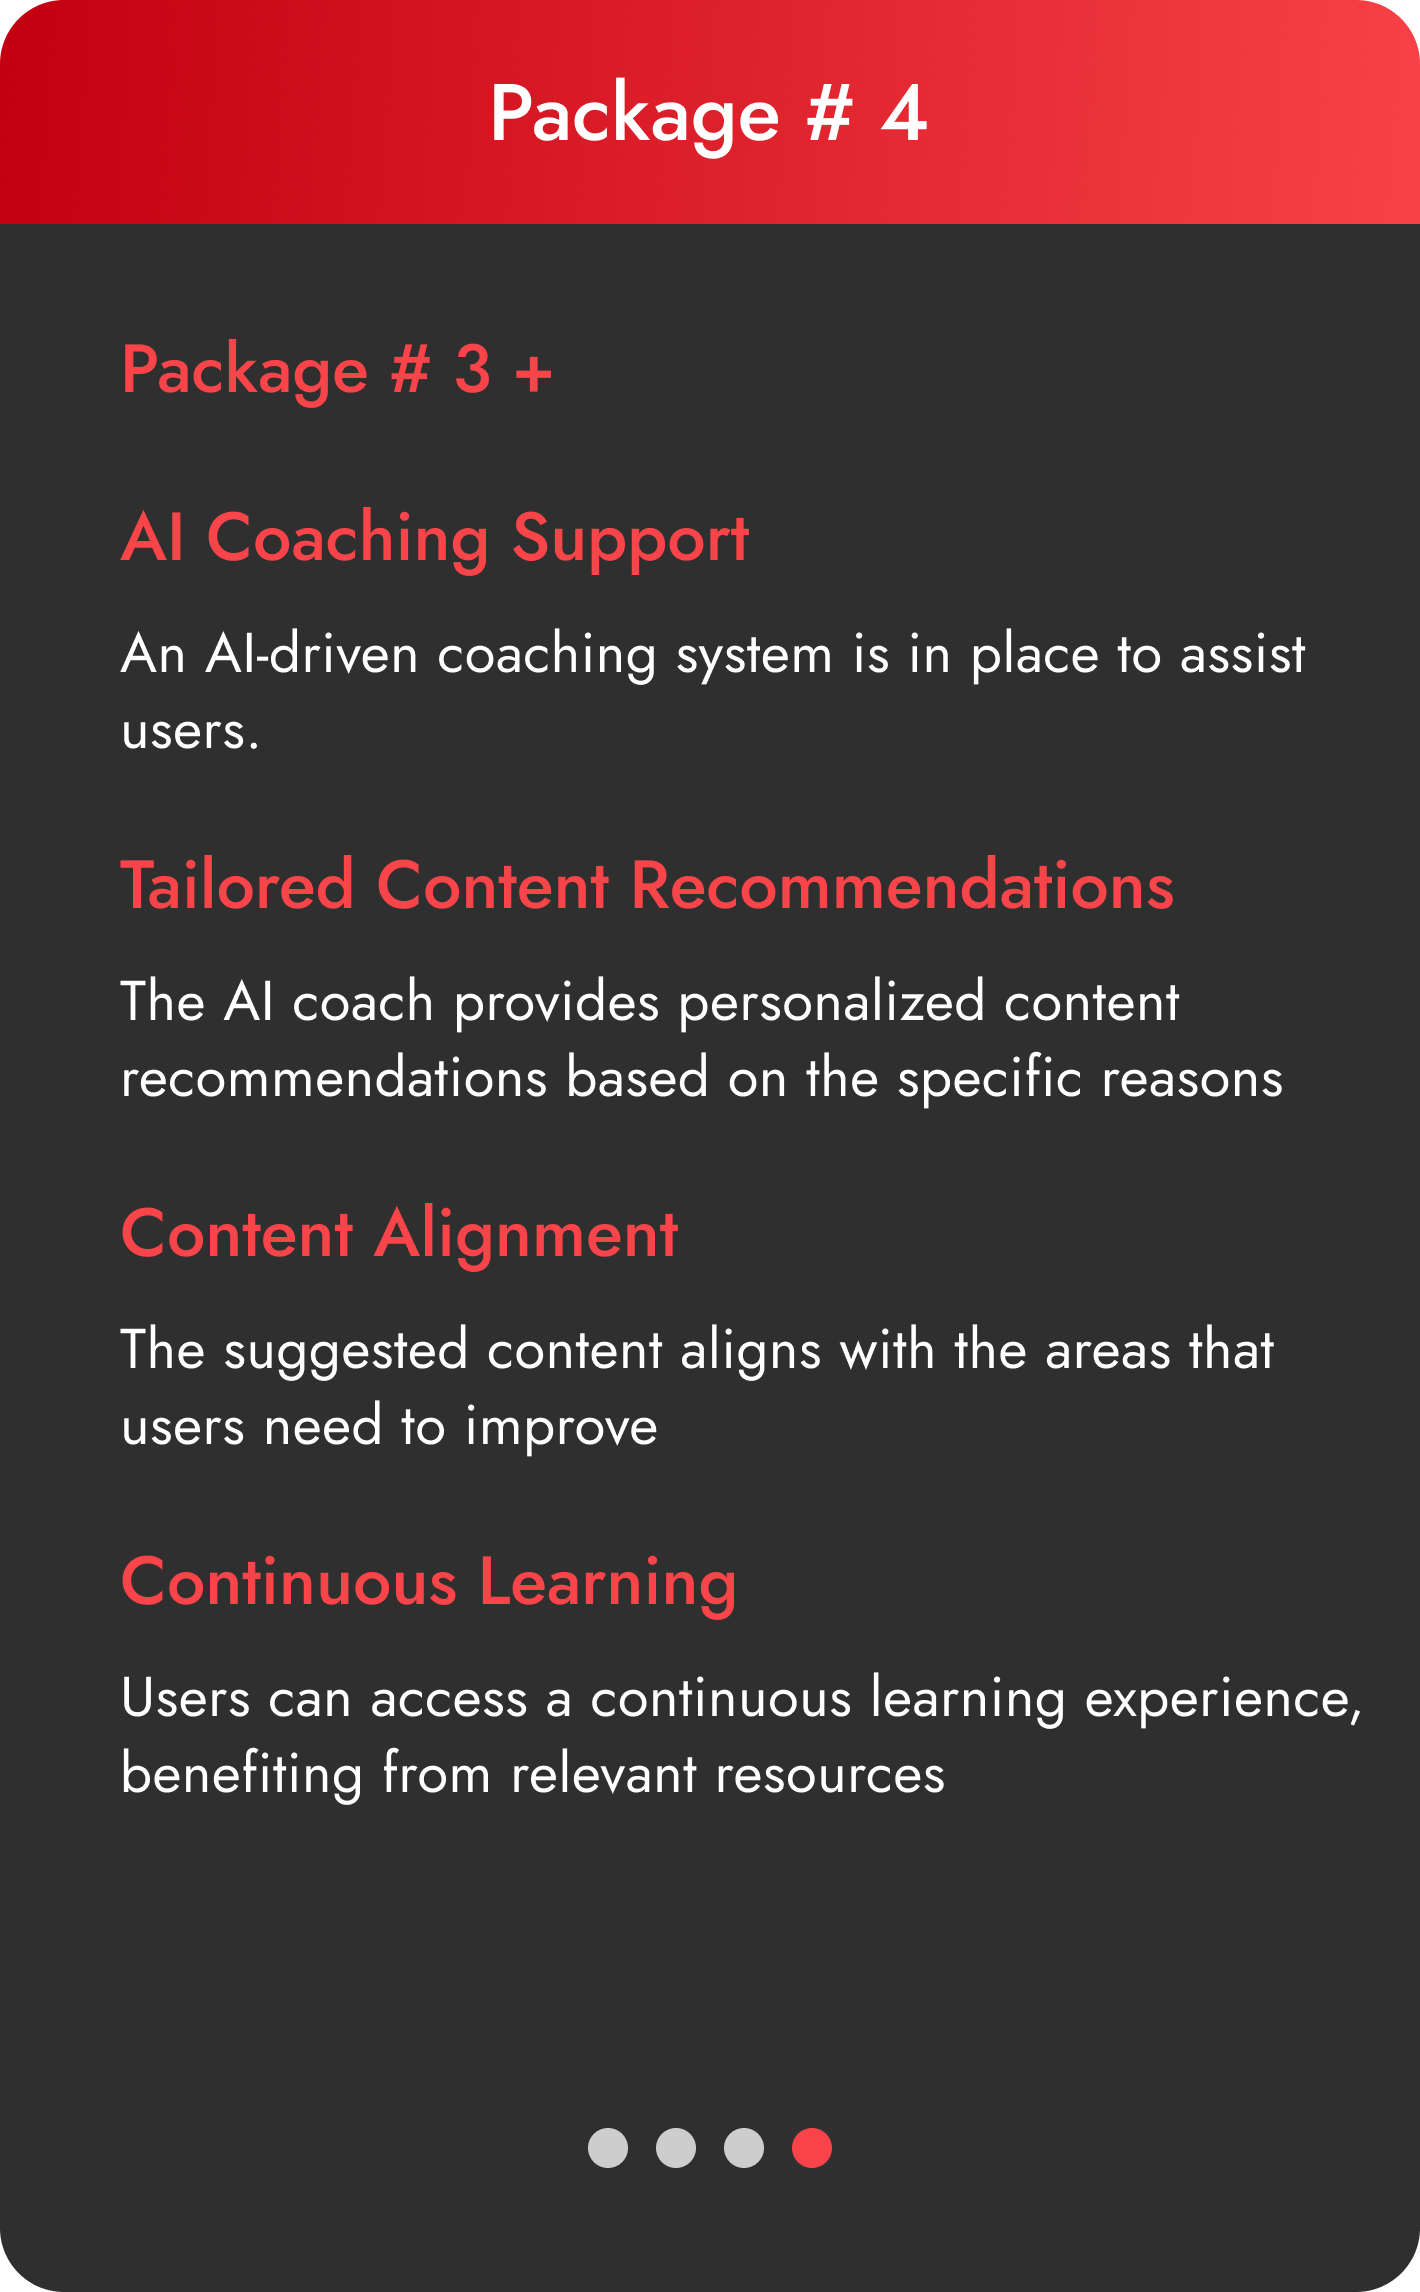 Package # 4
Package # 3 +
AI Coaching Support
An AI-driven coaching system is in place to assist
users.
Tailored Content Recommendations
The AI coach provides personalized content
recommendations based on the specific reasons
Content Alignment
The suggested content aligns with the areas that
users need to improve
Continuous Learning
Users can access a continuous learning experience,
benefiting from relevant resources